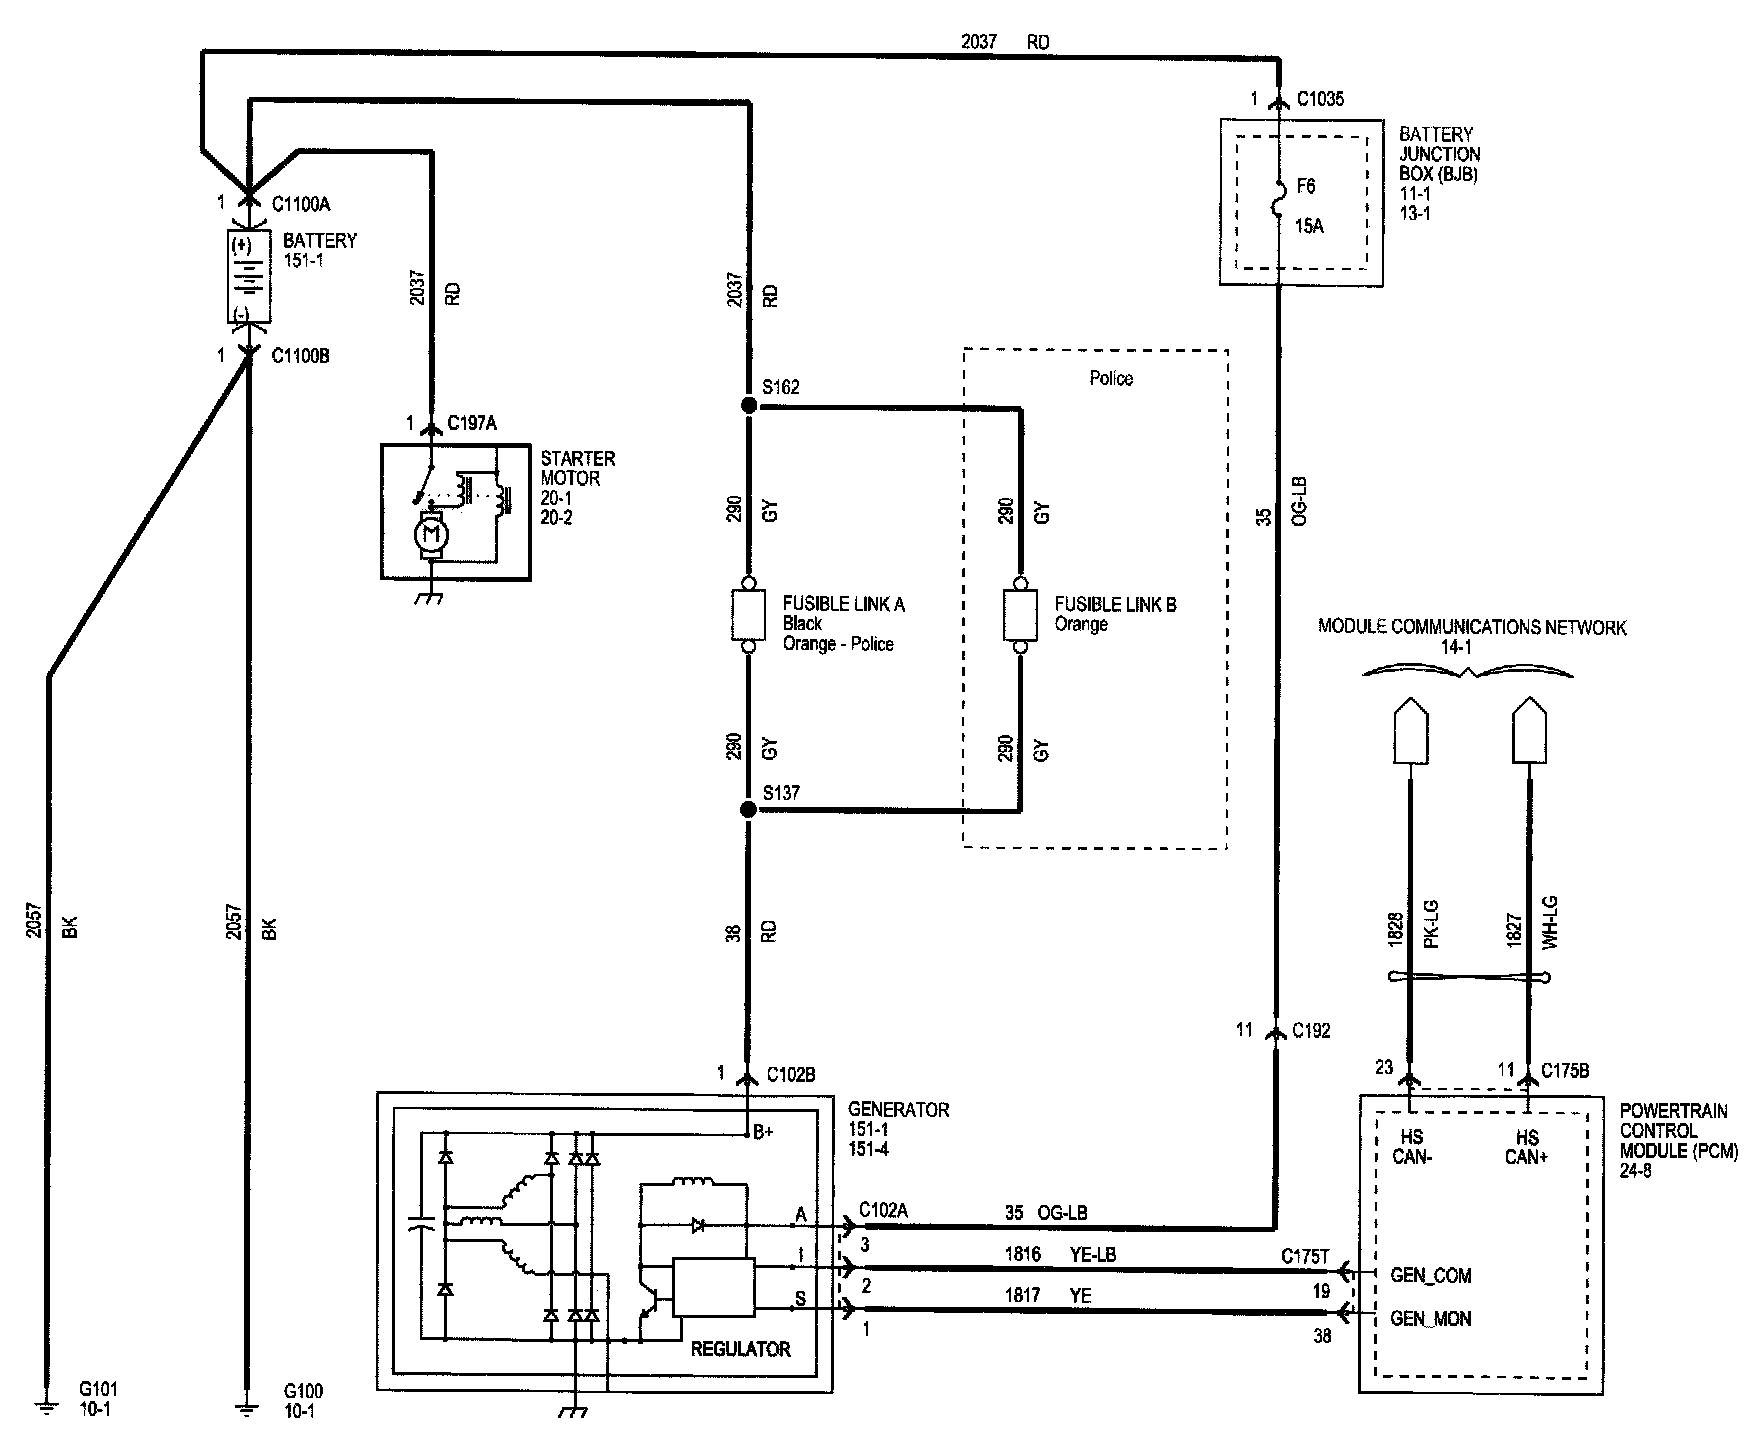 2037 RD
1 C1035
BATTERY
JUNCTION
BOX (BJB)
11-1
13-1
F6
15A
1 C1100A
BATTERY
151-1
(+)
(-)
1 C1100B
2037 RD
2037 RD
S162
Police
1 C197A
STARTER
MOTOR
20-1
20-2
M
290 GY
290 GY
35 OG-LB
FUSIBLE LINK A
Black
Orange - Police
FUSIBLE LINK B
Orange
MODULE COMMUNICATIONS NETWORK
14-1
290 GY
290 GY
S137
2057 BK
2057 BK
38 RD
1828 PK-LG
1827 WH-LG
11 C192
1 C102B
23
11 C175B
GENERATOR
151-1
151-4
B+
POWERTRAIN
CONTROL
MODULE (PCM)
24-8
HS
CAN-
HS
CAN+
A
C102A
35 OG-LB
3
I
1816 YE-LB
C175T
2
19
GEN_COM
S
1817 YE
1
38
GEN_MON
REGULATOR
G101
10-1
G100
10-1